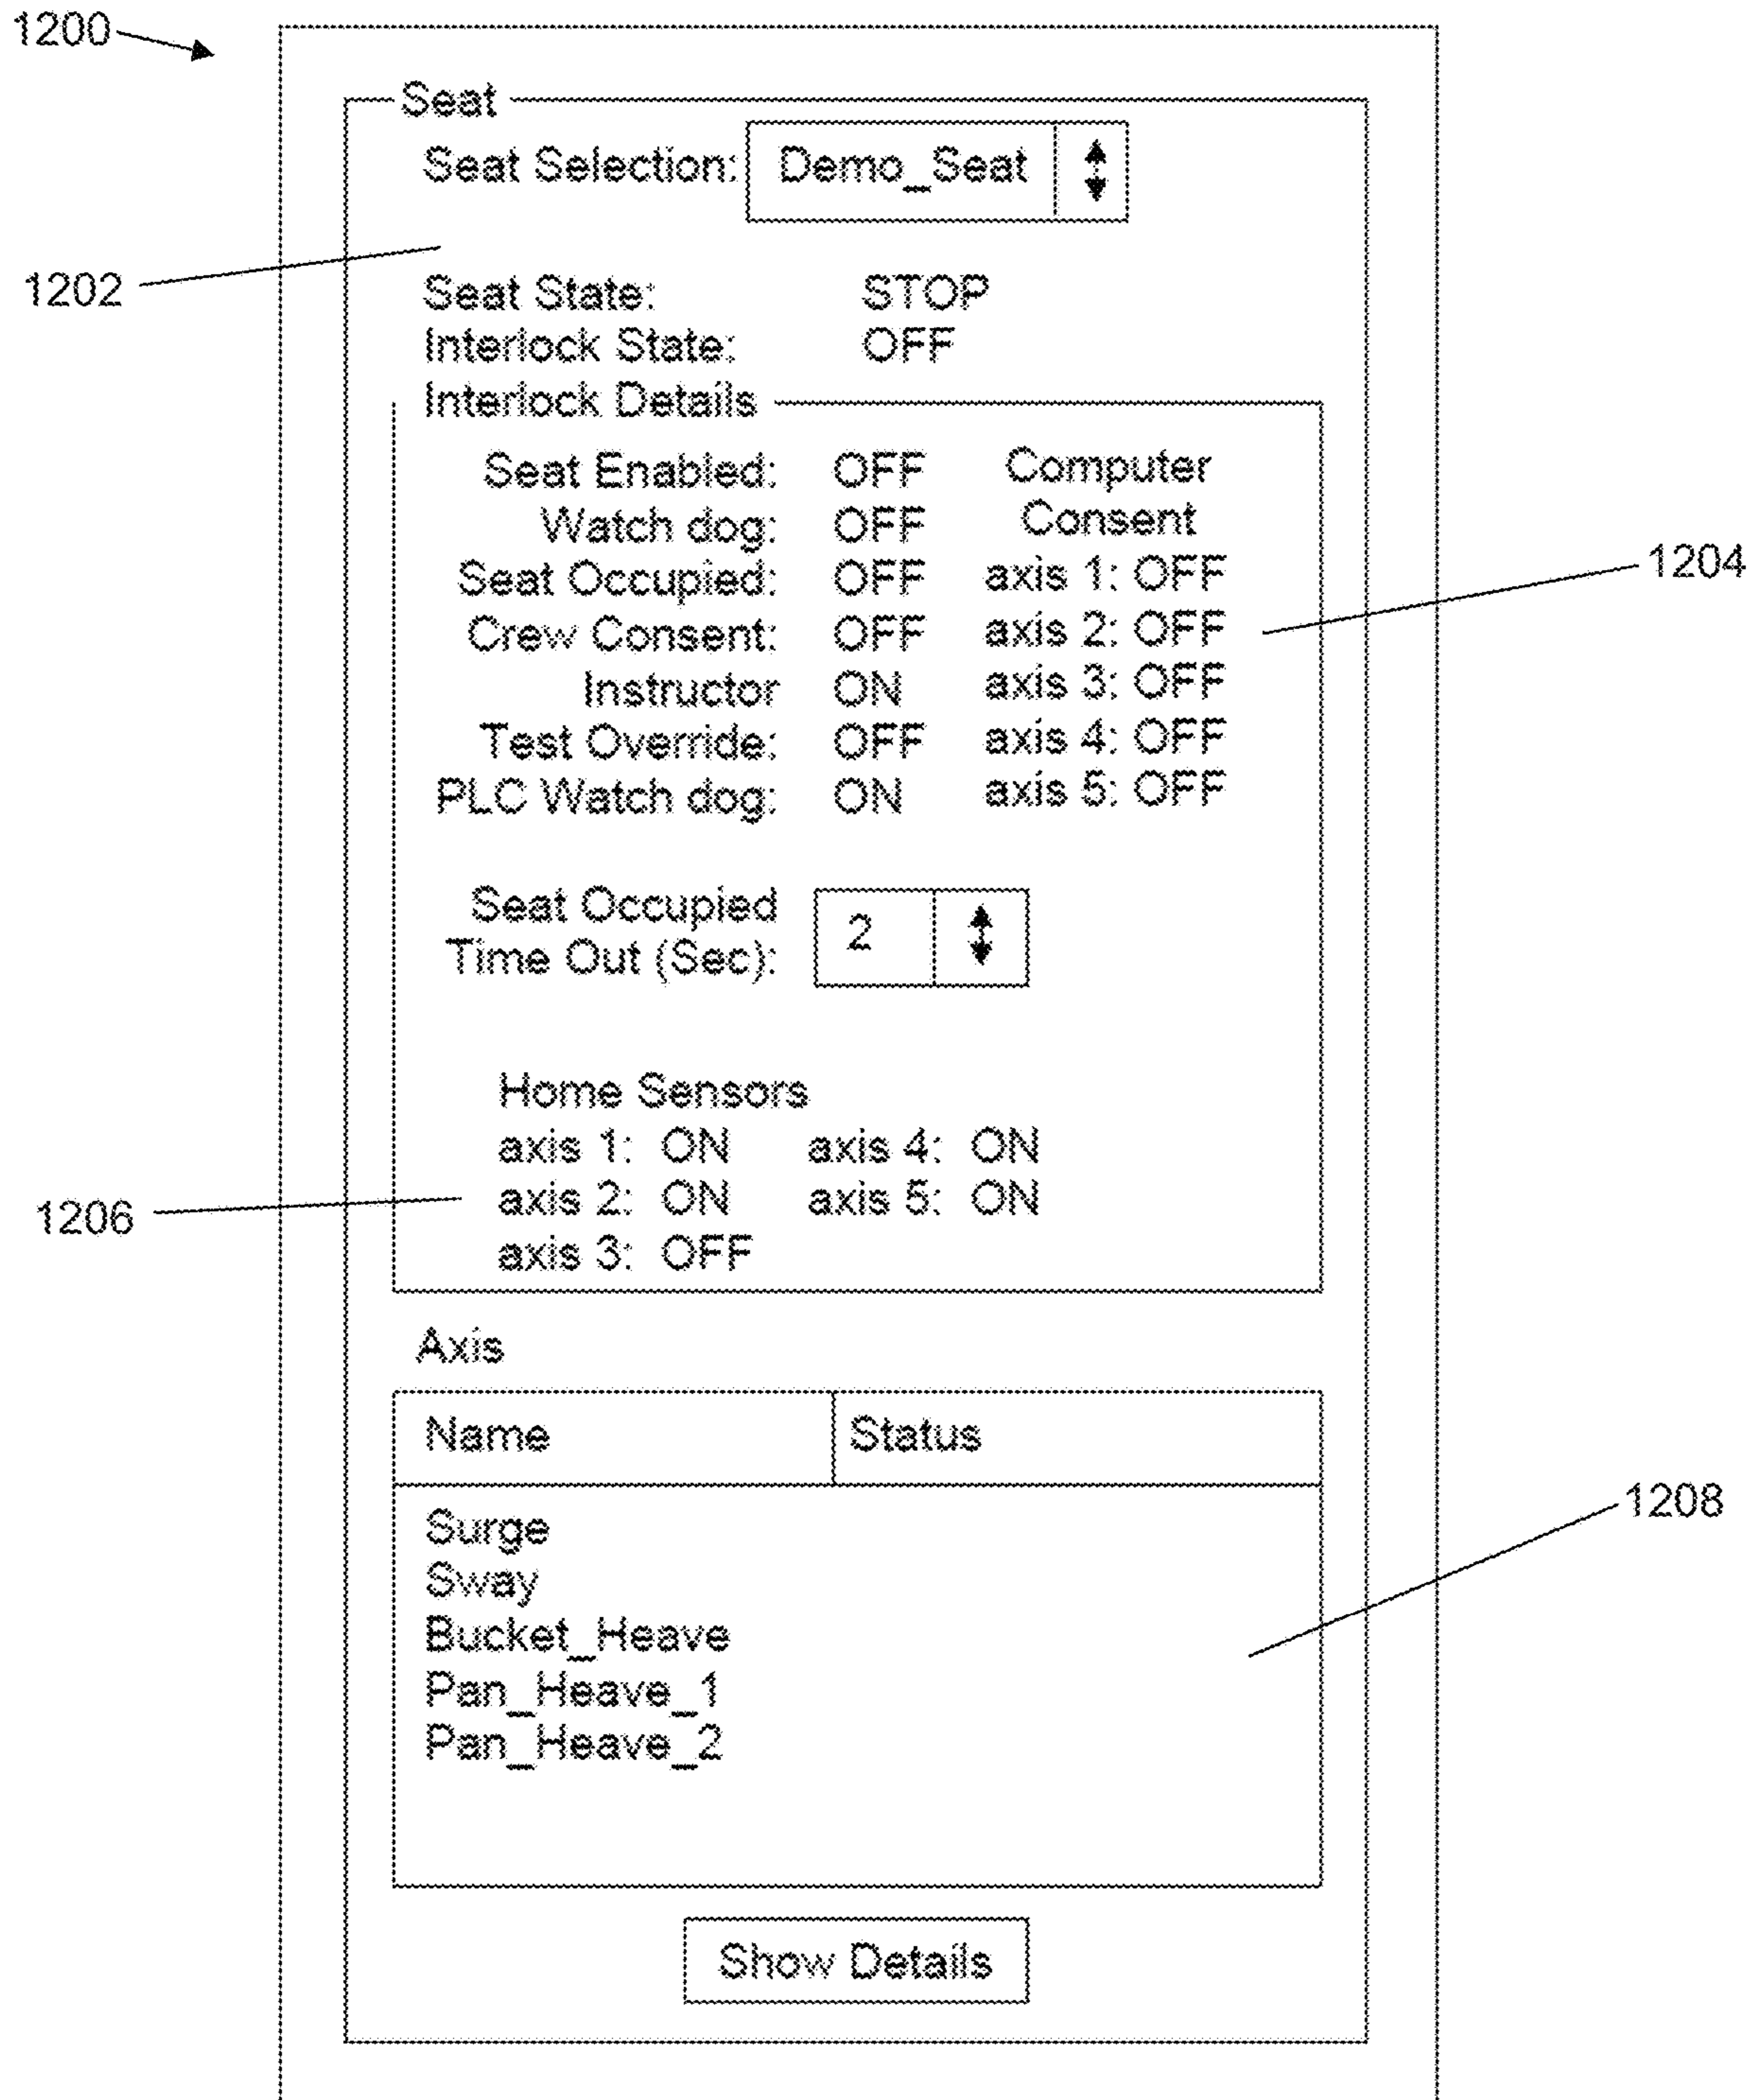 1200
Seat
Seat Selection: Demo_Seat
1202
Seat State: STOP
Interlock State: OFF
Interlock Details
Seat Enabled: OFF
Watch dog: OFF
Seat Occupied: OFF
Crew Consent: OFF
Instructor ON
Test Override: OFF
PLC Watch dog: ON
Computer
Consent
axis 1: OFF
axis 2: OFF
axis 3: OFF
axis 4: OFF
axis 5: OFF
1204
Seat Occupied
Time Out (Sec): 2
Home Sensors
axis 1: ON axis 4: ON
axis 2: ON axis 5: ON
axis 3: OFF
1206
Axis
Name Status
Surge
Sway
Bucket_Heave
Pan_Heave_1
Pan_Heave_2
1208
Show Details